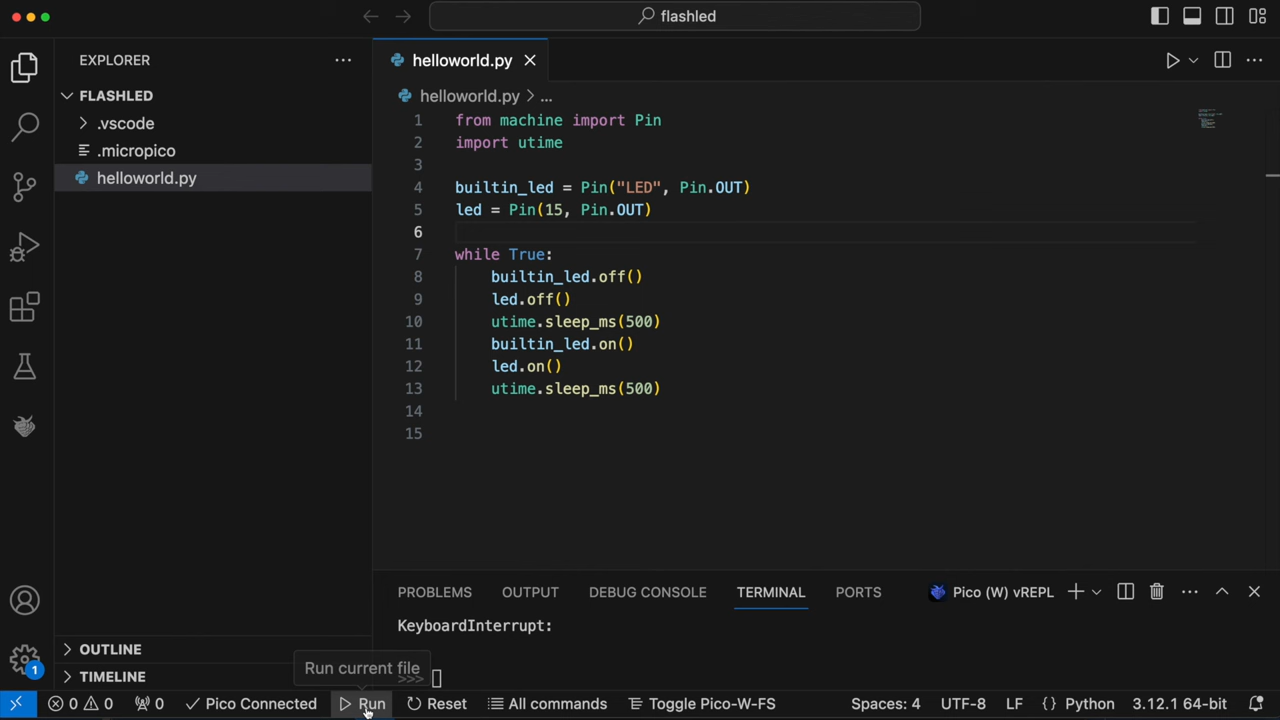 flashled
EXPLORER
FLASHLED
.vscode
.micropico
helloworld.py
helloworld.py
helloworld.py > ...
1 from machine import Pin
2 import utime
3
4 builtin_led = Pin("LED", Pin.OUT)
5 led = Pin(15, Pin.OUT)
6
7 while True:
8     builtin_led.off()
9     led.off()
10     utime.sleep_ms(500)
11     builtin_led.on()
12     led.on()
13     utime.sleep_ms(500)
14
15
PROBLEMS OUTPUT DEBUG CONSOLE TERMINAL PORTS Pico (W) vREPL
KeyboardInterrupt:
>>>
OUTLINE
TIMELINE
1
Run current file
0 0 0 Pico Connected Run Reset All commands Toggle Pico-W-FS Spaces: 4 UTF-8 LF {} Python 3.12.1 64-bit